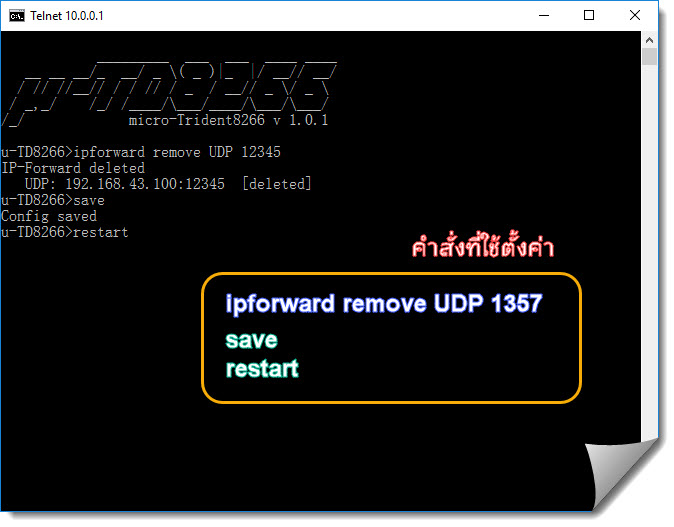 Telnet 10.0.0.1
µ-TD8266
micro-Trident8266 v 1.0.1
u-TD8266>ipforward remove UDP 12345
IP-Forward deleted
UDP: 192.168.43.100:12345 [deleted]
u-TD8266>save
Config saved
u-TD8266>restart
คำสั่งที่ใช้ตั้งค่า
ipforward remove UDP 1357
save
restart